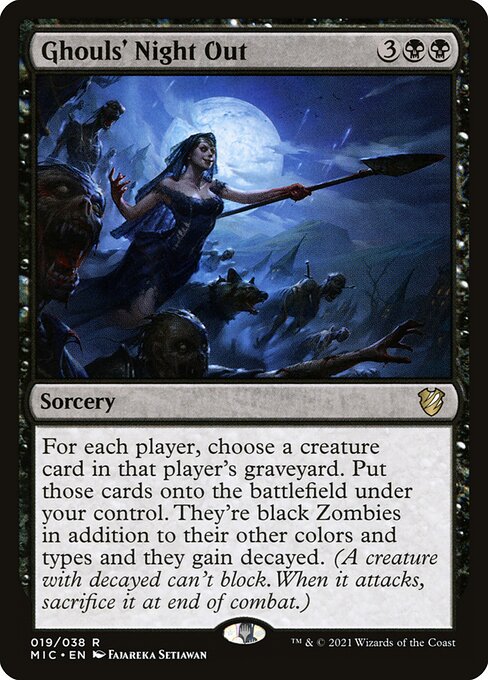 Ghouls' Night Out 3
Sorcery
For each player, choose a creature
card in that player's graveyard. Put
those cards onto the battlefield under
your control. They're black Zombies
in addition to their other colors and
types and they gain decayed. (A creature
with decayed can't block. When it attacks,
sacrifice it at end of combat.)
019/038 R
MIC • EN Fajareka Setiawan
™ & © 2021 Wizards of the Coast